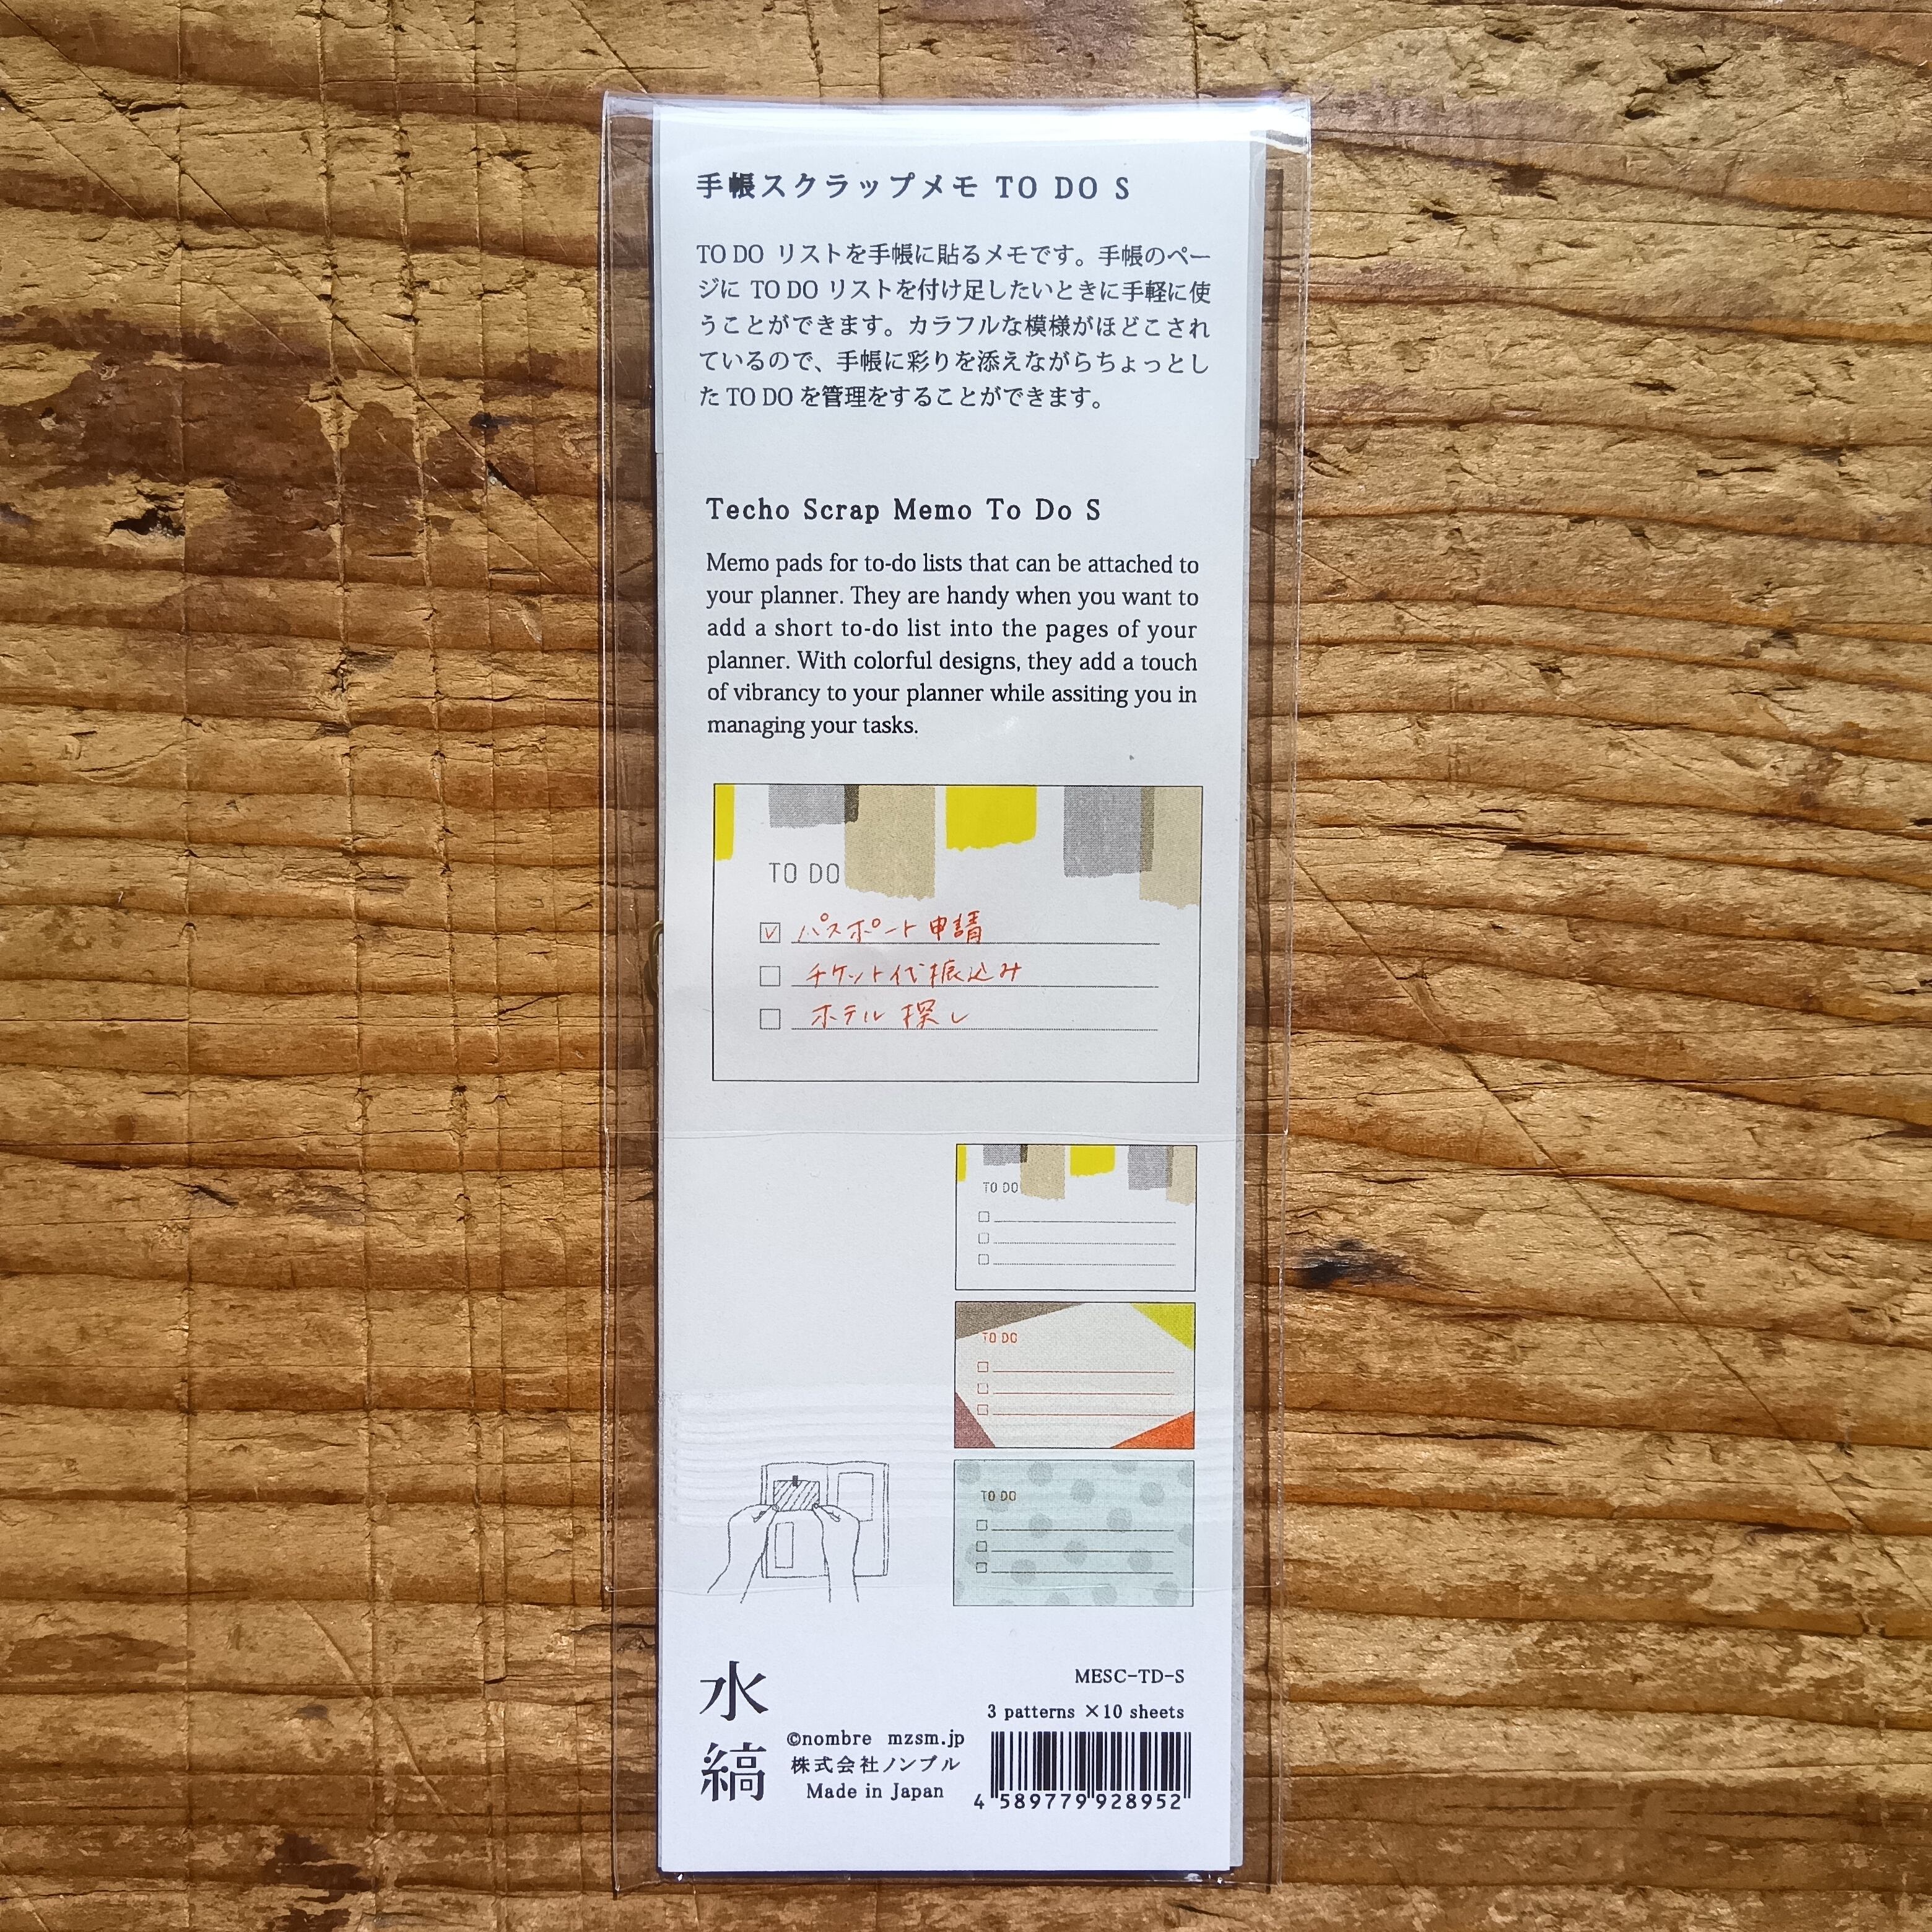 手帳スクラップメモ TO DO S
TO DO リストを手帳に貼るメモです。手帳のペー
ジに TO DO リストを付け足したいときに手軽に使
うことができます。カラフルな模様がほどこされ
ているので、手帳に彩りを添えながらちょっとし
た TO DO を管理をすることができます。
Techo Scrap Memo To Do S
Memo pads for to-do lists that can be attached to
your planner. They are handy when you want to
add a short to-do list into the pages of your
planner. With colorful designs, they add a touch
of vibrancy to your planner while assiting you in
managing your tasks.
TO DO
パスポート申請
チケット代振込み
ホテル探し
TO DO
TO DO
TO DO
水縞
MESC-TD-S
3 patterns ×10 sheets
©nombre mzsm.jp
株式会社ノンブル
Made in Japan
4 589779 928952